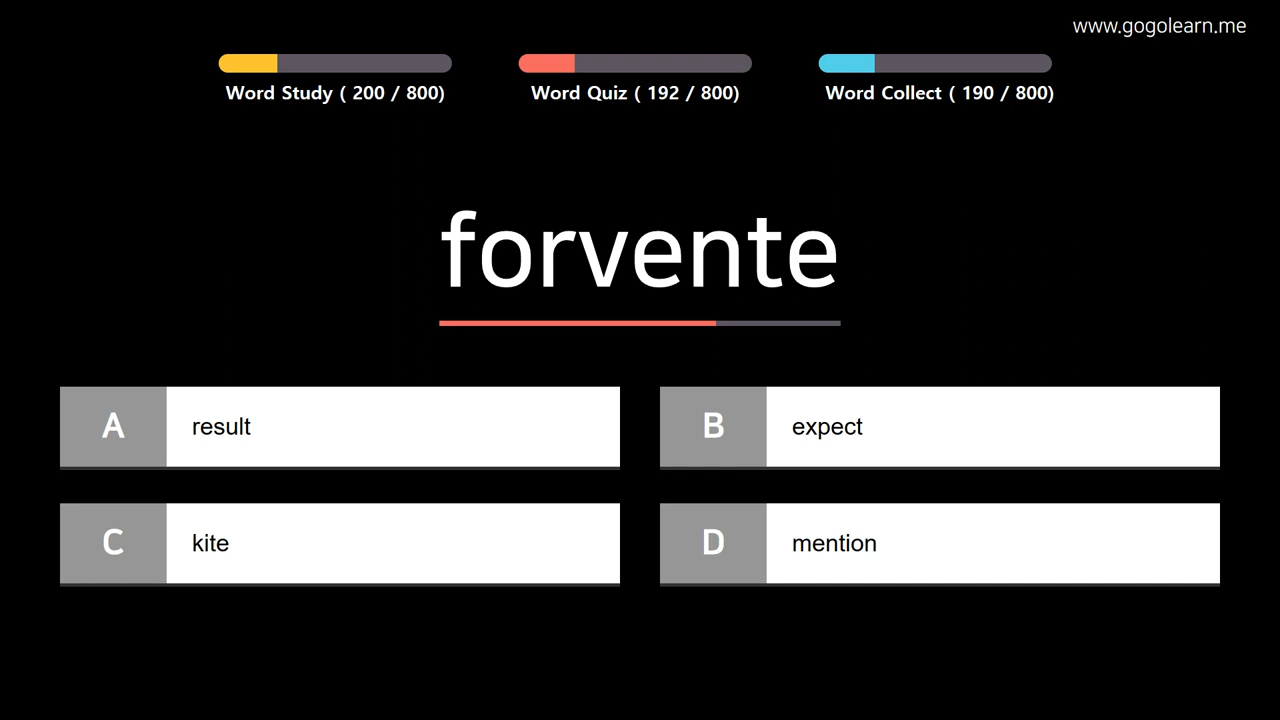 www.gogolearn.me
Word Study ( 200 / 800)
Word Quiz ( 192 / 800)
Word Collect ( 190 / 800)
forvente
A result
B expect
C kite
D mention